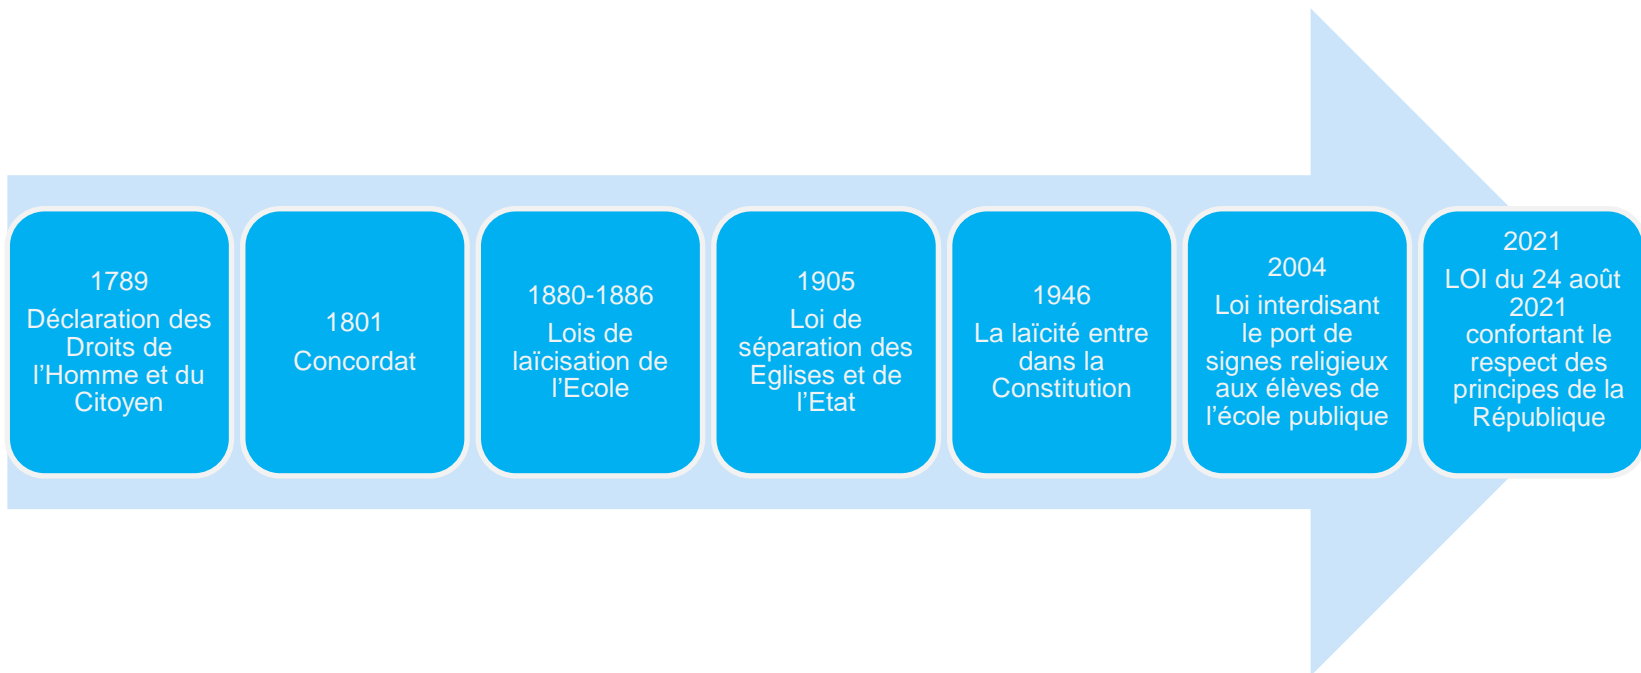 1789
Déclaration des
Droits de
l’Homme et du
Citoyen
1801
Concordat
1880-1886
Lois de
laïcisation de
l’Ecole
1905
Loi de
séparation des
Eglises et de
l’Etat
1946
La laïcité entre
dans la
Constitution
2004
Loi interdisant
le port de
signes religieux
aux élèves de
l’école publique
2021
LOI du 24 août
2021
confortant le
respect des
principes de la
République